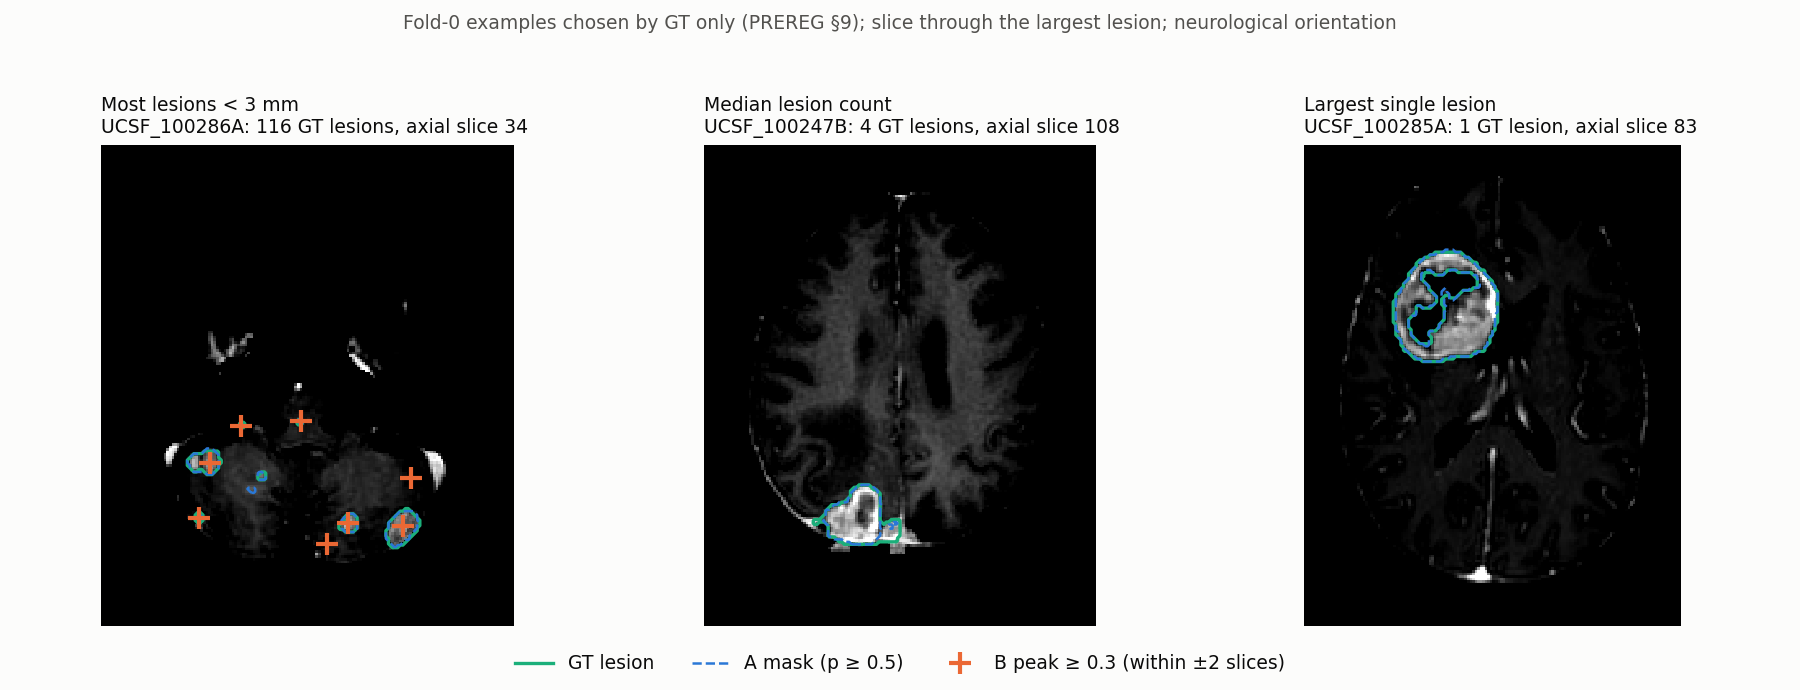 Fold-0 examples chosen by GT only (PREREG §9); slice through the largest lesion; neurological orientation
Most lesions < 3 mm
UCSF_100286A: 116 GT lesions, axial slice 34
Median lesion count
UCSF_100247B: 4 GT lesions, axial slice 108
Largest single lesion
UCSF_100285A: 1 GT lesion, axial slice 83
GT lesion
A mask (p ≥ 0.5)
B peak ≥ 0.3 (within ±2 slices)